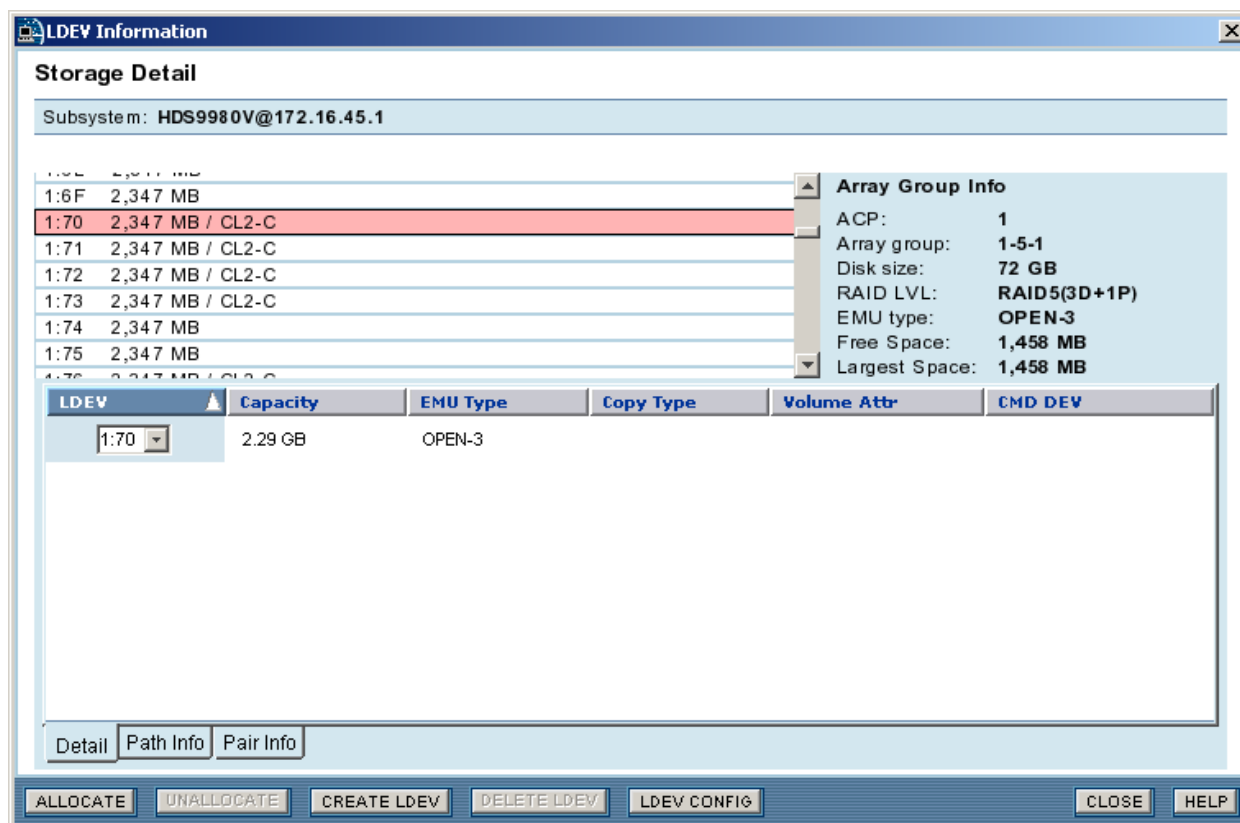 LDEV Information
Storage Detail
Subsystem: HDS9980V@172.16.45.1
1:6F 2,347 MB
1:70 2,347 MB / CL2-C
1:71 2,347 MB / CL2-C
1:72 2,347 MB / CL2-C
1:73 2,347 MB / CL2-C
1:74 2,347 MB
1:75 2,347 MB
Array Group Info
ACP: 1
Array group: 1-5-1
Disk size: 72 GB
RAID LVL: RAID5(3D+1P)
EMU type: OPEN-3
Free Space: 1,458 MB
Largest Space: 1,458 MB
LDEV Capacity EMU Type Copy Type Volume Attr CMD DEV
1:70 2.29 GB OPEN-3
Detail Path Info Pair Info
ALLOCATE UNALLOCATE CREATE LDEV DELETE LDEV LDEV CONFIG CLOSE HELP